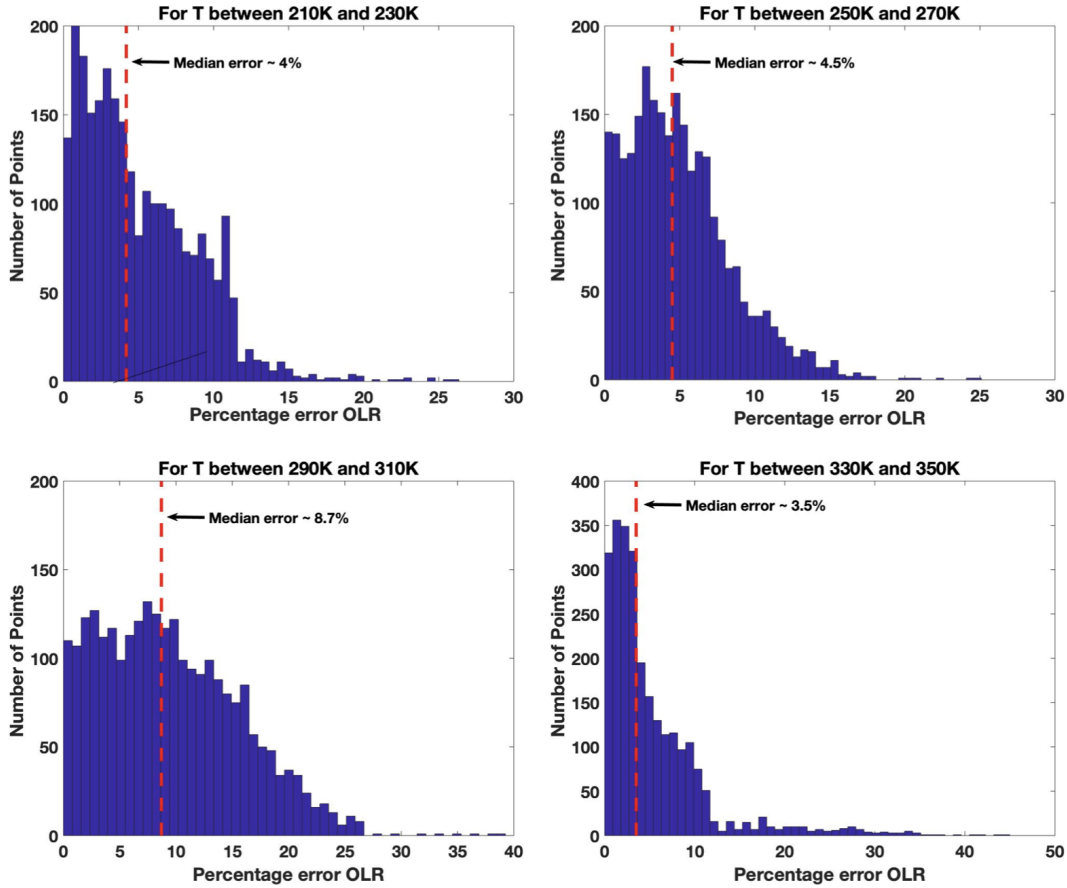 For T between 210K and 230K
200
150
100
50
0
Number of Points
Median error ~ 4%
0 5 10 15 20 25 30
Percentage error OLR
For T between 250K and 270K
200
150
100
50
0
Number of Points
Median error ~ 4.5%
0 5 10 15 20 25 30
Percentage error OLR
For T between 290K and 310K
200
150
100
50
0
Number of Points
Median error ~ 8.7%
0 5 10 15 20 25 30 35 40
Percentage error OLR
For T between 330K and 350K
400
350
300
250
200
150
100
50
0
Number of Points
Median error ~ 3.5%
0 10 20 30 40 50
Percentage error OLR